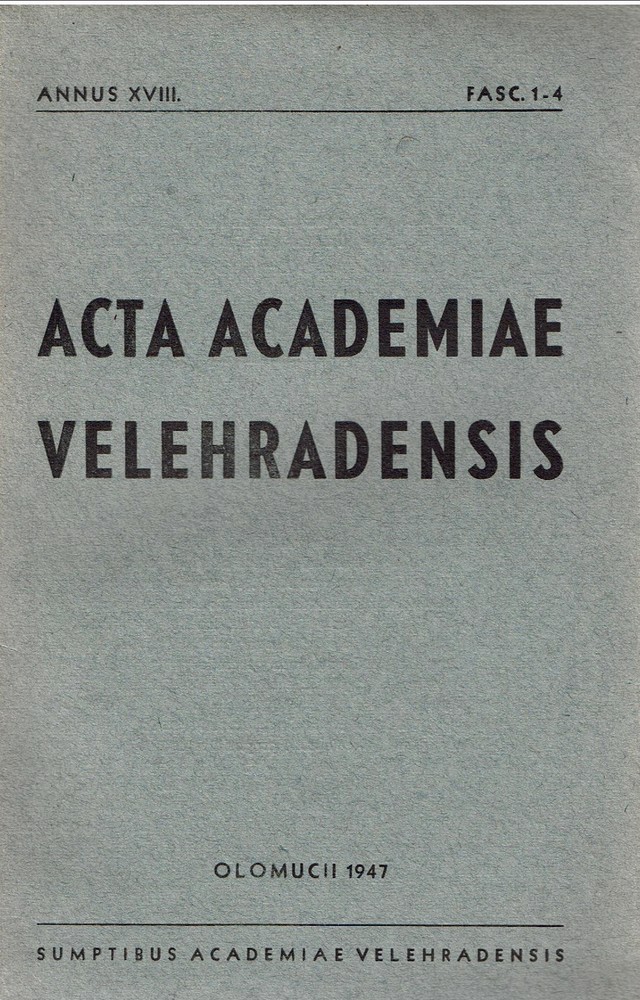 ANNUS XVIII. FASC. 1-4
ACTA ACADEMIAE
VELEHRADENSIS
OLOMUCII 1947
SUMPTIBUS ACADEMIAE VELEHRADENSIS